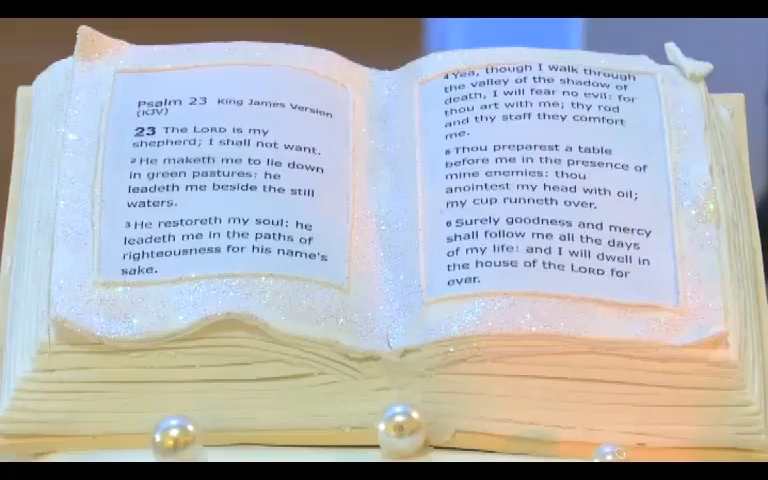 Psalm 23 King James Version
(KJV)
23 The LORD is my
shepherd; I shall not want.
2 He maketh me to lie down
in green pastures: he
leadeth me beside the still
waters.
3 He restoreth my soul: he
leadeth me in the paths of
righteousness for his name's
sake.
4 Yea, though I walk through
the valley of the shadow of
death, I will fear no evil: for
thou art with me; thy rod
and thy staff they comfort
me.
5 Thou preparest a table
before me in the presence of
mine enemies: thou
anointest my head with oil;
my cup runneth over.
6 Surely goodness and mercy
shall follow me all the days
of my life: and I will dwell in
the house of the LORD for
ever.